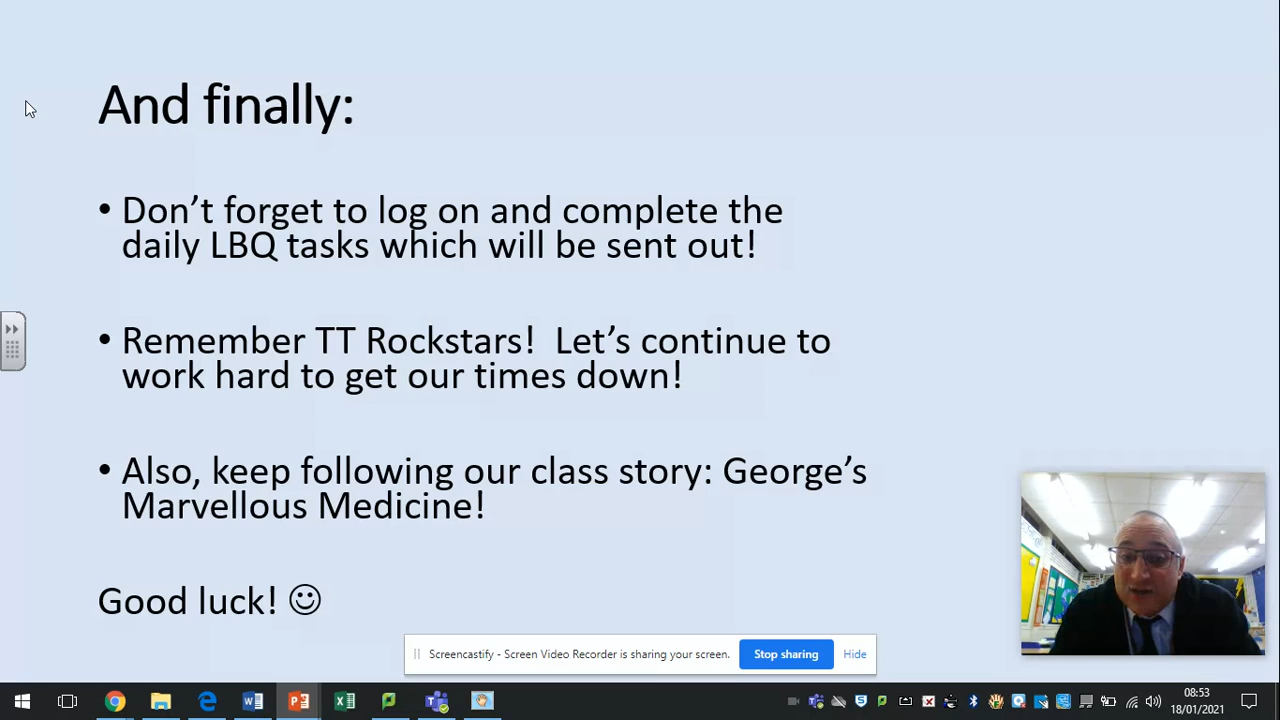 And finally:
• Don’t forget to log on and complete the
daily LBQ tasks which will be sent out!
• Remember TT Rockstars!  Let’s continue to
work hard to get our times down!
• Also, keep following our class story: George’s
Marvellous Medicine!
Good luck! ☺
Screencastify - Screen Video Recorder is sharing your screen.
Stop sharing
Hide
08:53
18/01/2021